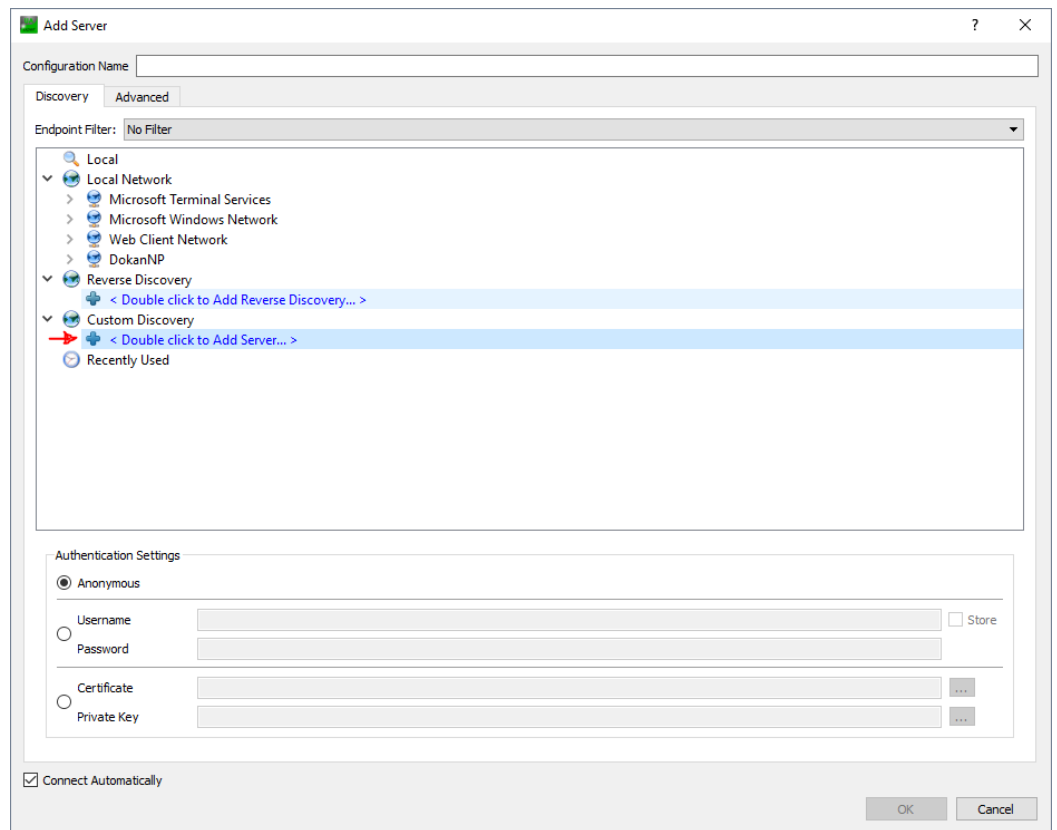 Add Server
?
Configuration Name
Discovery Advanced
Endpoint Filter: No Filter
Local
Local Network
Microsoft Terminal Services
Microsoft Windows Network
Web Client Network
DokanNP
Reverse Discovery
< Double click to Add Reverse Discovery... >
Custom Discovery
< Double click to Add Server... >
Recently Used
Authentication Settings
Anonymous
Username Store
Password
Certificate ...
Private Key ...
Connect Automatically
OK Cancel